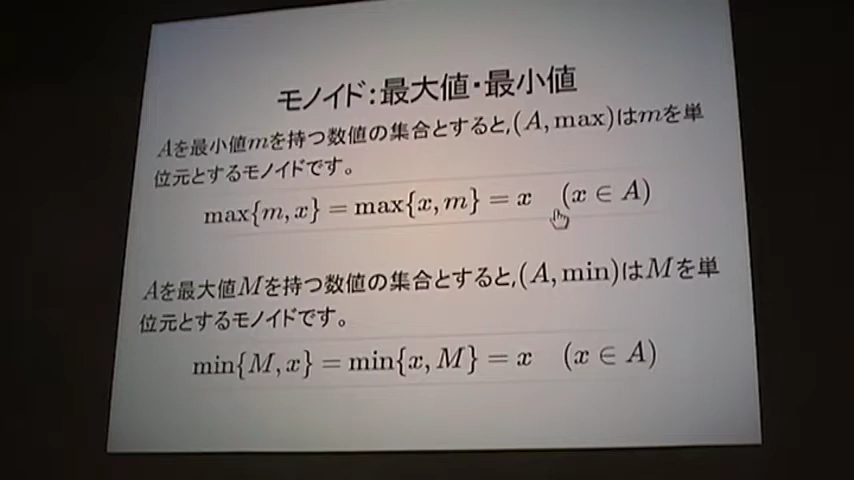 モノイド:最大値・最小値
Aを最小値mを持つ数値の集合とすると,(A, max)はmを単
位元とするモノイドです。
max{m, x} = max{x, m} = x (x ∈ A)
Aを最大値Mを持つ数値の集合とすると,(A, min)はMを単
位元とするモノイドです。
min{M, x} = min{x, M} = x (x ∈ A)